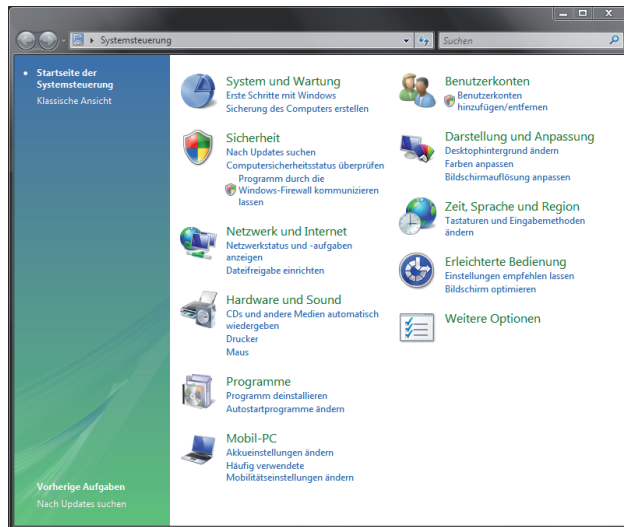 Systemsteuerung
Suchen
Startseite der
Systemsteuerung
Klassische Ansicht
System und Wartung
Erste Schritte mit Windows
Sicherung des Computers erstellen
Sicherheit
Nach Updates suchen
Computersicherheitsstatus überprüfen
Programm durch die
Windows-Firewall kommunizieren
lassen
Netzwerk und Internet
Netzwerkstatus und -aufgaben
anzeigen
Dateifreigabe einrichten
Hardware und Sound
CDs und andere Medien automatisch
wiedergeben
Drucker
Maus
Programme
Programm deinstallieren
Autostartprogramme ändern
Mobil-PC
Akkueinstellungen ändern
Häufig verwendete
Mobilitätseinstellungen ändern
Benutzerkonten
Benutzerkonten
hinzufügen/entfernen
Darstellung und Anpassung
Desktophintergrund ändern
Farben anpassen
Bildschirmauflösung anpassen
Zeit, Sprache und Region
Tastaturen und Eingabemethoden
ändern
Erleichterte Bedienung
Einstellungen empfehlen lassen
Bildschirm optimieren
Weitere Optionen
Vorherige Aufgaben
Nach Updates suchen